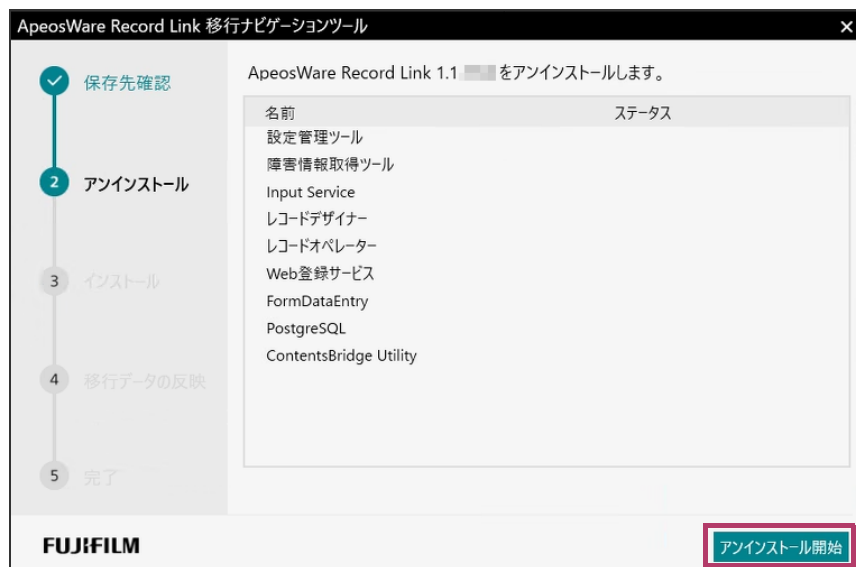 ApeosWare Record Link 移行ナビゲーションツール
保存先確認
2 アンインストール
3 インストール
4 移行データの反映
5 完了
ApeosWare Record Link 1.1 をアンインストールします。
名前 ステータス
設定管理ツール
障害情報取得ツール
Input Service
レコードデザイナー
レコードオペレーター
Web登録サービス
FormDataEntry
PostgreSQL
ContentsBridge Utility
FUJIFILM
アンインストール開始